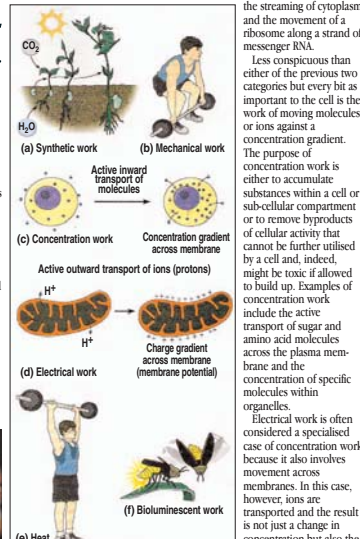 CO2
H2O
(a) Synthetic work
(b) Mechanical work
Active inward
transport of
molecules
(c) Concentration work
Concentration gradient
across membrane
Active outward transport of ions (protons)
H+
H+
Charge gradient
across membrane
(membrane potential)
(d) Electrical work
(f) Bioluminescent work
(e) Heat
the streaming of cytoplasm
and the movement of a
ribosome along a strand of
messenger RNA.
Less conspicuous than
either of the previous two
categories but every bit as
important to the cell is the
work of moving molecules
or ions against a
concentration gradient.
The purpose of
concentration work is
either to accumulate
substances within a cell or
sub-cellular compartment
or to remove byproducts
of cellular activity that
cannot be further utilised
by a cell and, indeed,
might be toxic if allowed
to build up. Examples of
concentration work
include the active
transport of sugar and
amino acid molecules
across the plasma mem-
brane and the
concentration of specific
molecules within
organelles.
Electrical work is often
considered a specialised
case of concentration work
because it also involves
movement across
membranes. In this case,
however, ions are
transported and the result
is not just a change in
concentration but also the